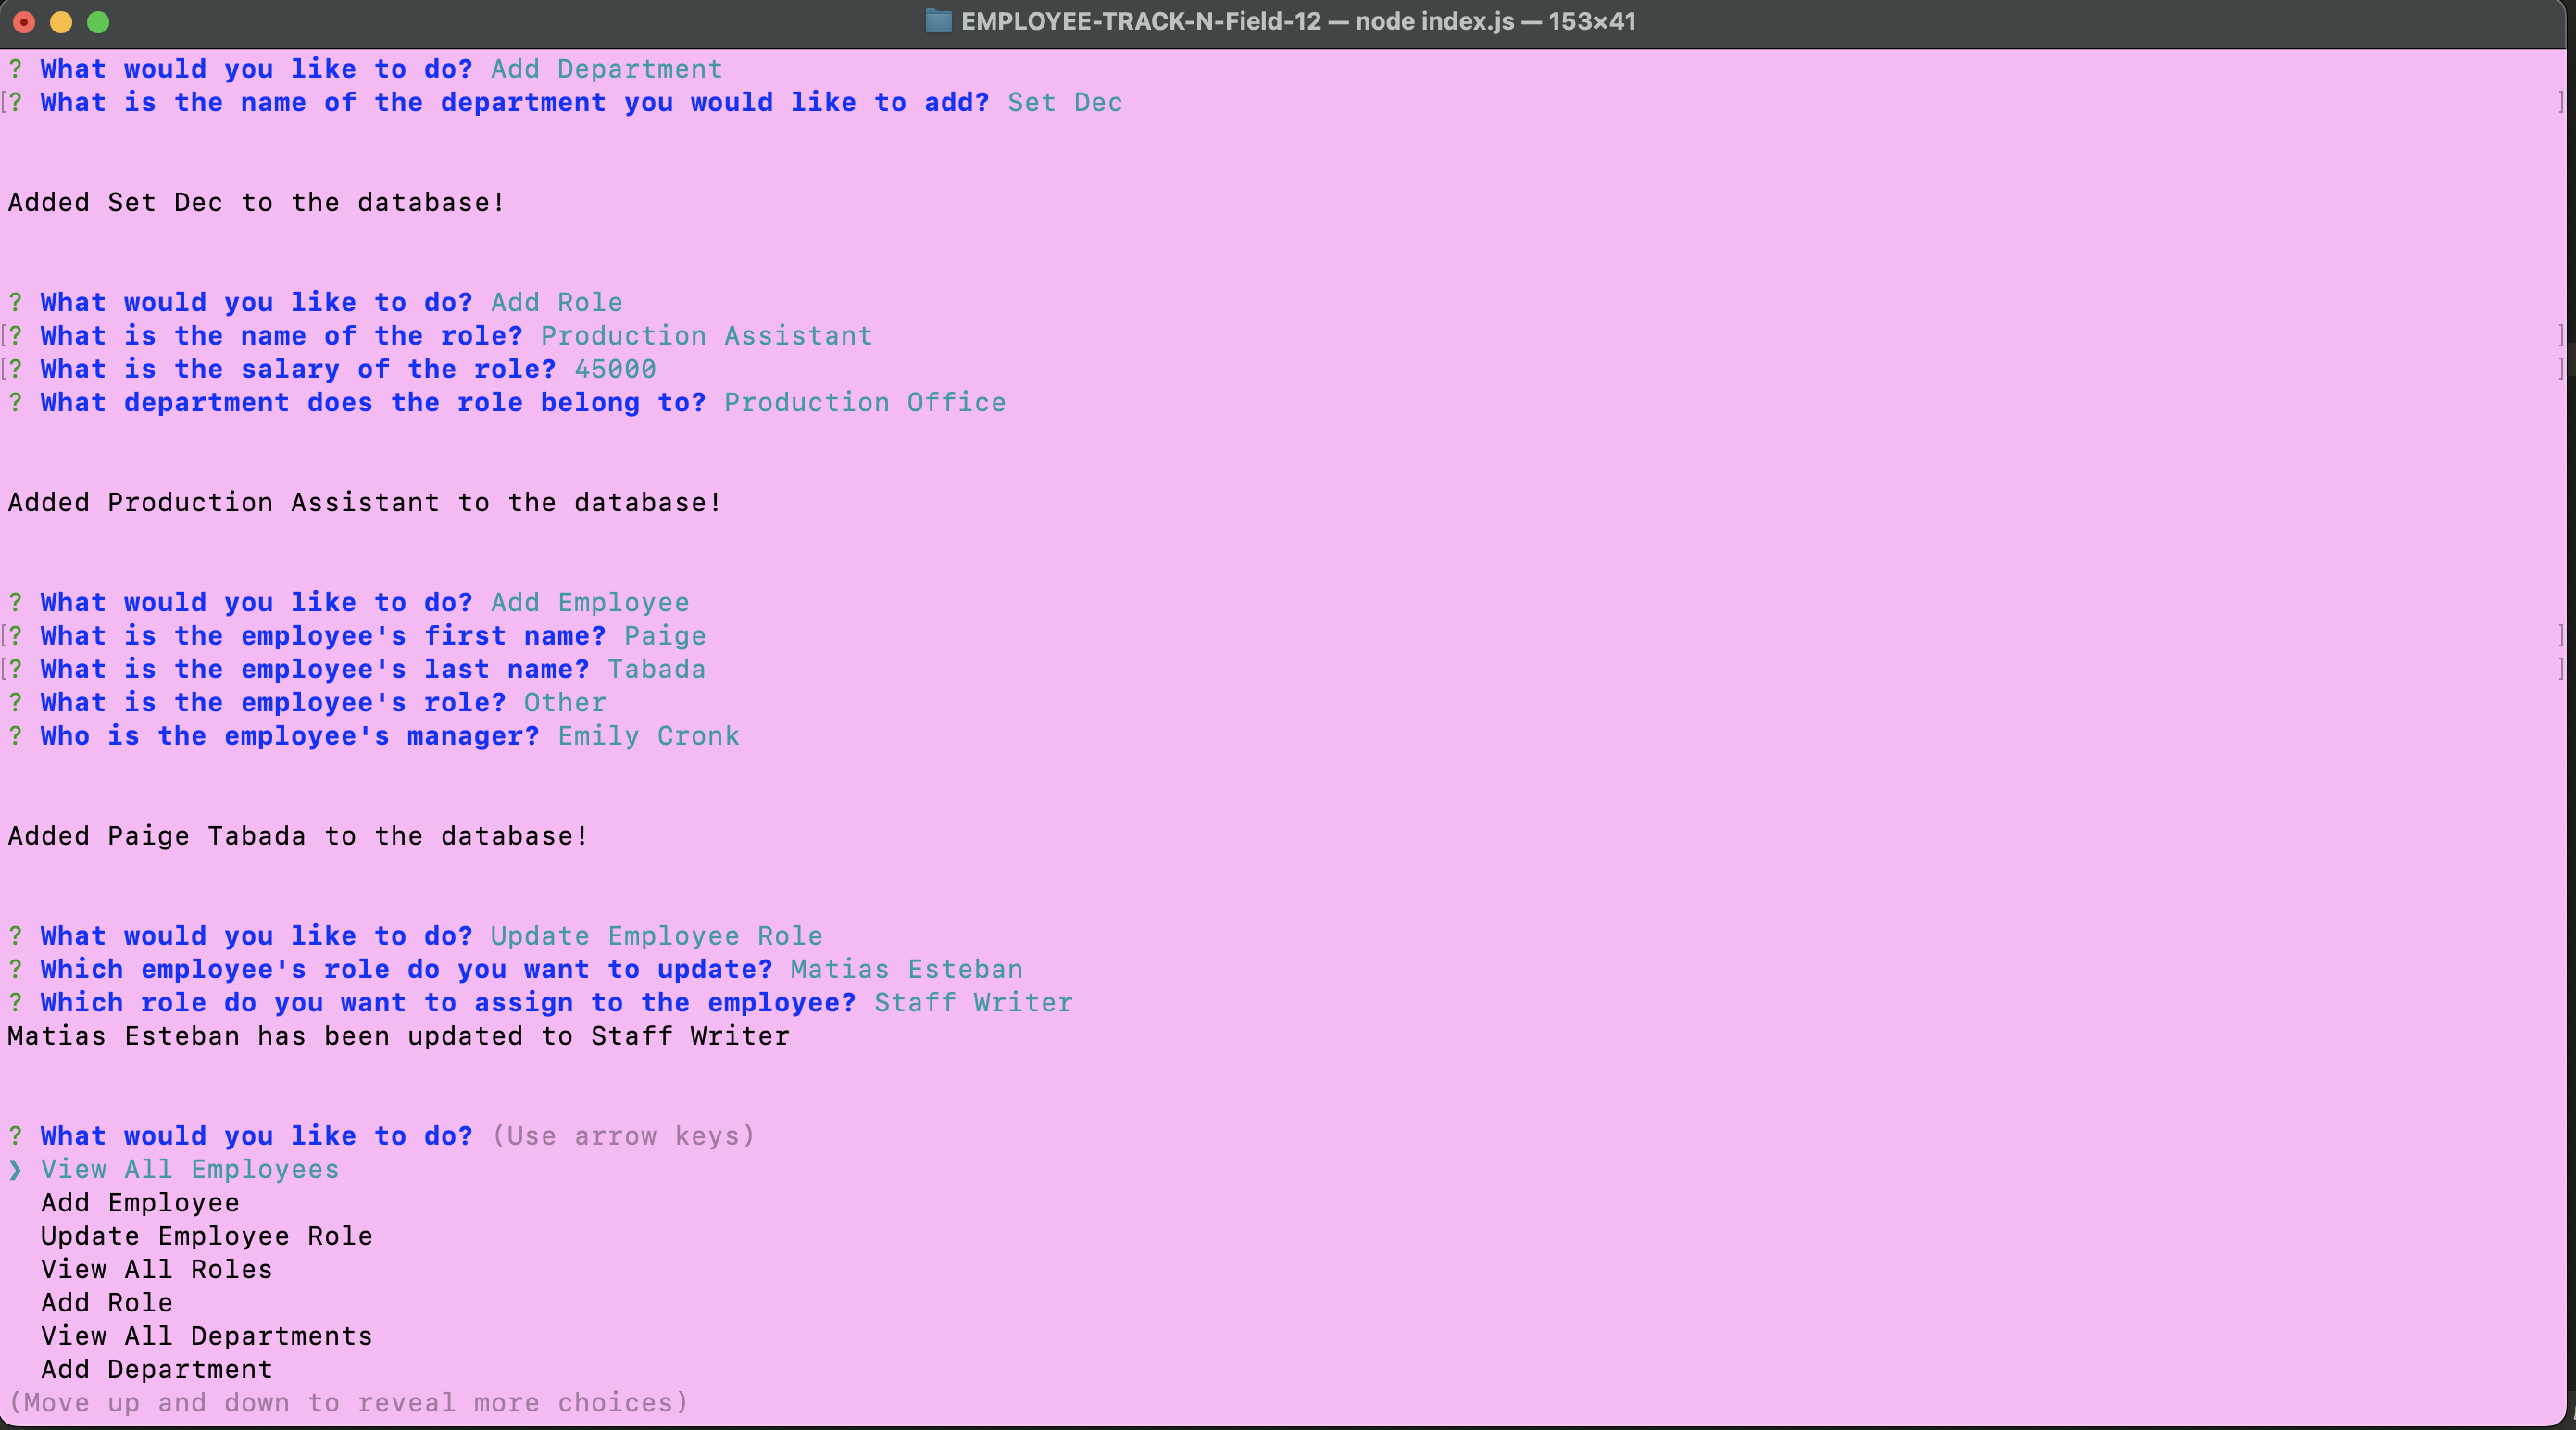 EMPLOYEE-TRACK-N-Field-12 — node index.js — 153×41
? What would you like to do? Add Department
[? What is the name of the department you would like to add? Set Dec ]
Added Set Dec to the database!
? What would you like to do? Add Role
[? What is the name of the role? Production Assistant ]
[? What is the salary of the role? 45000 ]
? What department does the role belong to? Production Office
Added Production Assistant to the database!
? What would you like to do? Add Employee
[? What is the employee's first name? Paige ]
[? What is the employee's last name? Tabada ]
? What is the employee's role? Other
? Who is the employee's manager? Emily Cronk
Added Paige Tabada to the database!
? What would you like to do? Update Employee Role
? Which employee's role do you want to update? Matias Esteban
? Which role do you want to assign to the employee? Staff Writer
Matias Esteban has been updated to Staff Writer
? What would you like to do? (Use arrow keys)
❯ View All Employees
Add Employee
Update Employee Role
View All Roles
Add Role
View All Departments
Add Department
(Move up and down to reveal more choices)